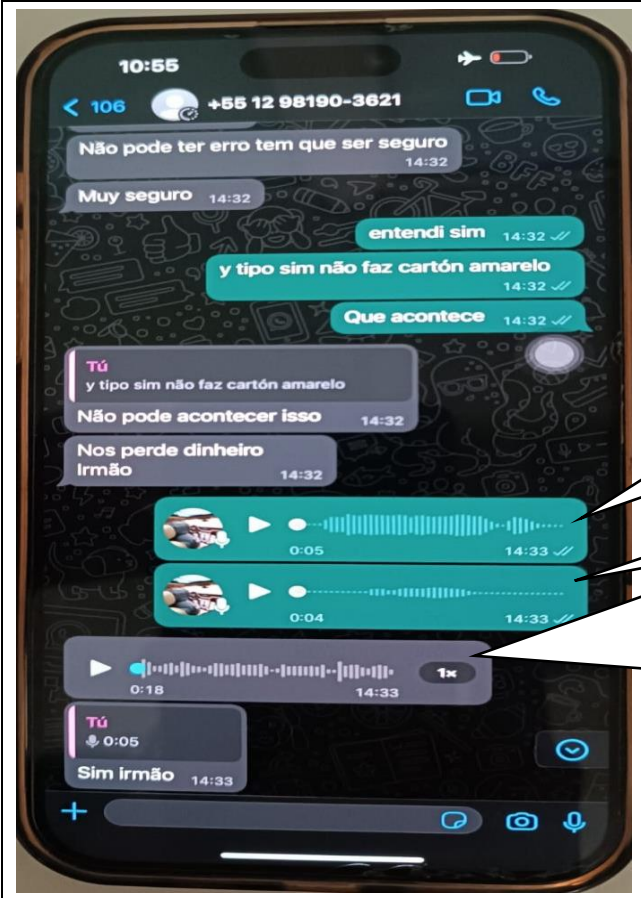 10:55
106
+55 12 98190-3621
Não pode ter erro tem que ser seguro
14:32
Muy seguro 14:32
entendi sim 14:32
y tipo sim não faz cartón amarelo
14:32
Que acontece 14:32
Tú
y tipo sim não faz cartón amarelo
Não pode acontecer isso 14:32
Nos perde dinheiro
Irmão 14:32
0:05 14:33
0:04 14:33
1x
0:18 14:33
Tú
0:05
Sim irmão 14:33